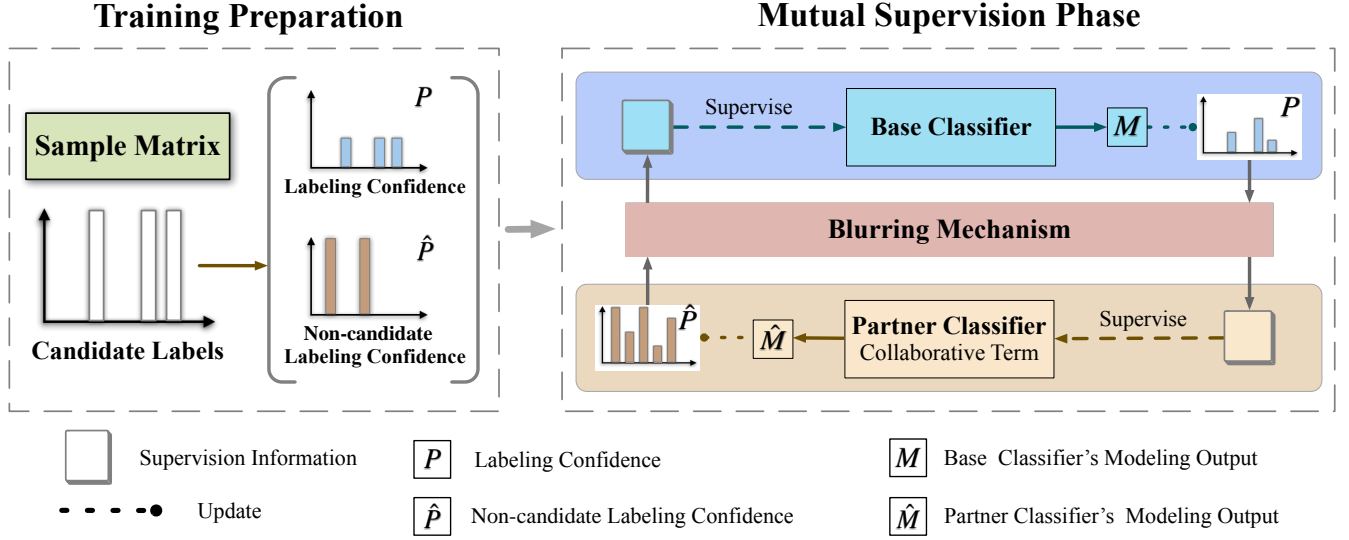 Training Preparation
Mutual Supervision Phase
Sample Matrix
Candidate Labels
P
Labeling Confidence
P̂
Non-candidate
Labeling Confidence
Supervise
Base Classifier
M
P
Blurring Mechanism
P̂
M̂
Partner Classifier
Collaborative Term
Supervise
Supervision Information
P
Labeling Confidence
M
Base Classifier's Modeling Output
Update
P̂
Non-candidate Labeling Confidence
M̂
Partner Classifier's Modeling Output